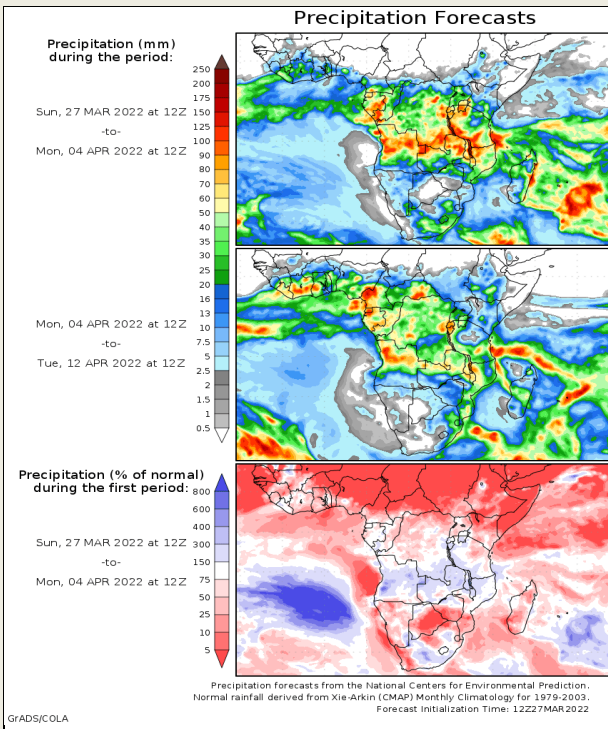 Precipitation Forecasts
Precipitation (mm)
during the period:
250
200
175
150
125
100
90
80
70
60
50
40
35
30
25
20
16
13
10
7.5
5
2.5
2
1.5
1
0.5
Sun, 27 MAR 2022 at 12Z
-to-
Mon, 04 APR 2022 at 12Z
Mon, 04 APR 2022 at 12Z
-to-
Tue, 12 APR 2022 at 12Z
Precipitation (% of normal)
during the first period:
800
600
400
300
150
75
50
25
10
5
Sun, 27 MAR 2022 at 12Z
-to-
Mon, 04 APR 2022 at 12Z
Precipitation forecasts from the National Centers for Environmental Prediction.
Normal rainfall derived from Xie-Arkin (CMAP) Monthly Climatology for 1979-2003.
Forecast Initialization Time: 12Z27MAR2022
GrADS/COLA